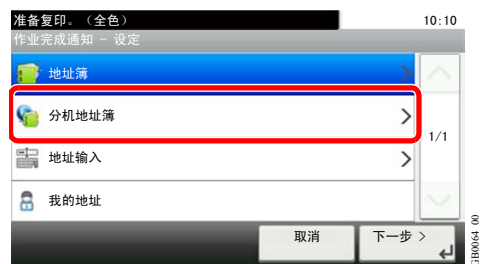 准备复印。（全色） 10:10
作业完成通知 - 设定
地址簿
分机地址簿
1/1
地址输入
我的地址
取消 下一步 >
GB0064_00